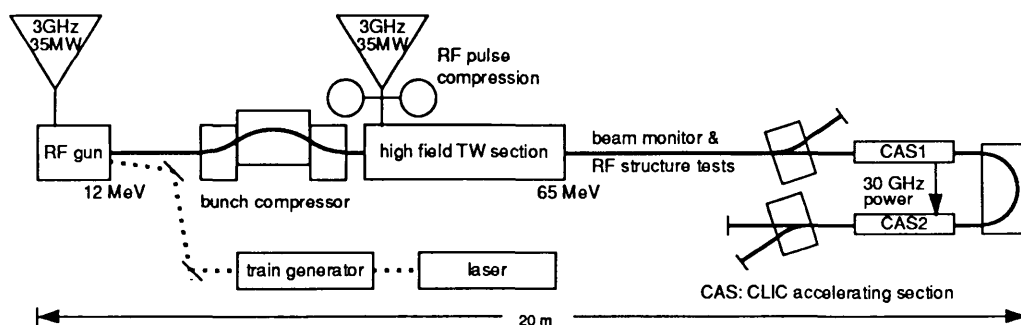 3GHz
35MW
3GHz
35MW
RF pulse
compression
RF gun
high field TW section
beam monitor &
RF structure tests
CAS1
12 MeV
bunch compressor
65 MeV
30 GHz
power
CAS2
train generator
laser
CAS: CLIC accelerating section
20 m